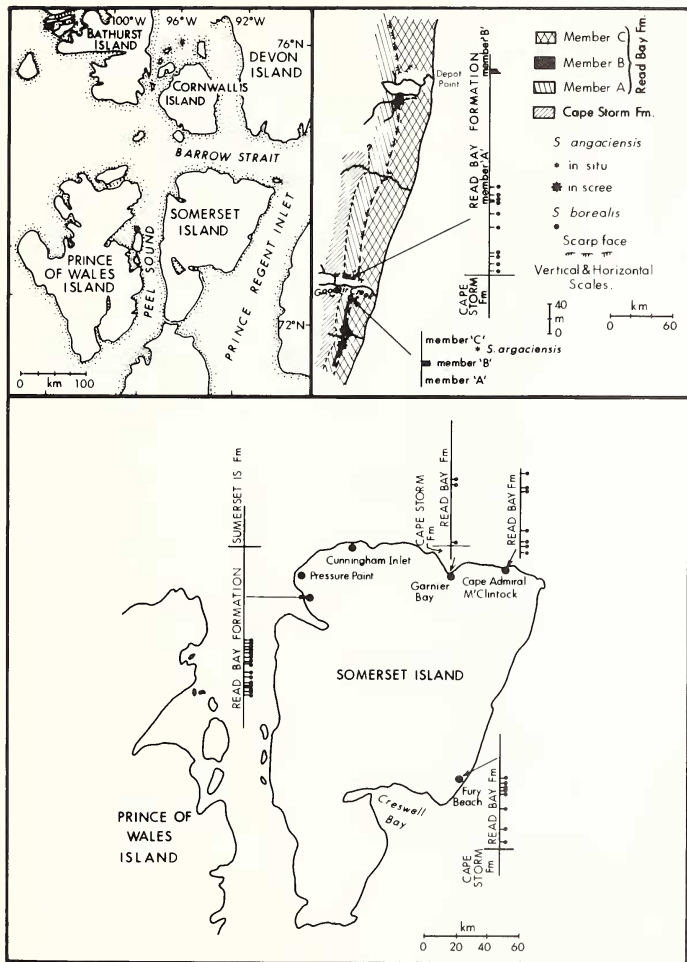 100°W 96°W 92°W
BATHURST
ISLAND
76°N
DEVON
ISLAND
CORNWALLIS
ISLAND
BARROW STRAIT
SOMERSET
ISLAND
PRINCE
OF WALES
ISLAND
PEEL SOUND
PRINCE REGENT INLET
72°N
km
0 100
Depot
Point
READ BAY FORMATION
member 'B'
member 'A'
CAPE
STORM
Fm
member 'C'
S. argaciensis
member 'B'
member 'A'
Member C
Member B
Member A
Read Bay Fm.
Cape Storm Fm.
S angaciensis
in situ
in scree
S borealis
Scarp face
Vertical & Horizontal
Scales.
40
m
0
km
0 60
SOMERSET IS Fm
READ BAY FORMATION
CAPE STORM
Fm
READ BAY Fm
READ BAY Fm
Cunningham Inlet
Pressure Paint
Garnier
Bay
Cape Admiral
M'Clintock
SOMERSET ISLAND
PRINCE OF
WALES
ISLAND
Creswell
Bay
Fury
Beach
READ BAY Fm
CAPE
STORM
Fm
km
0 20 40 60